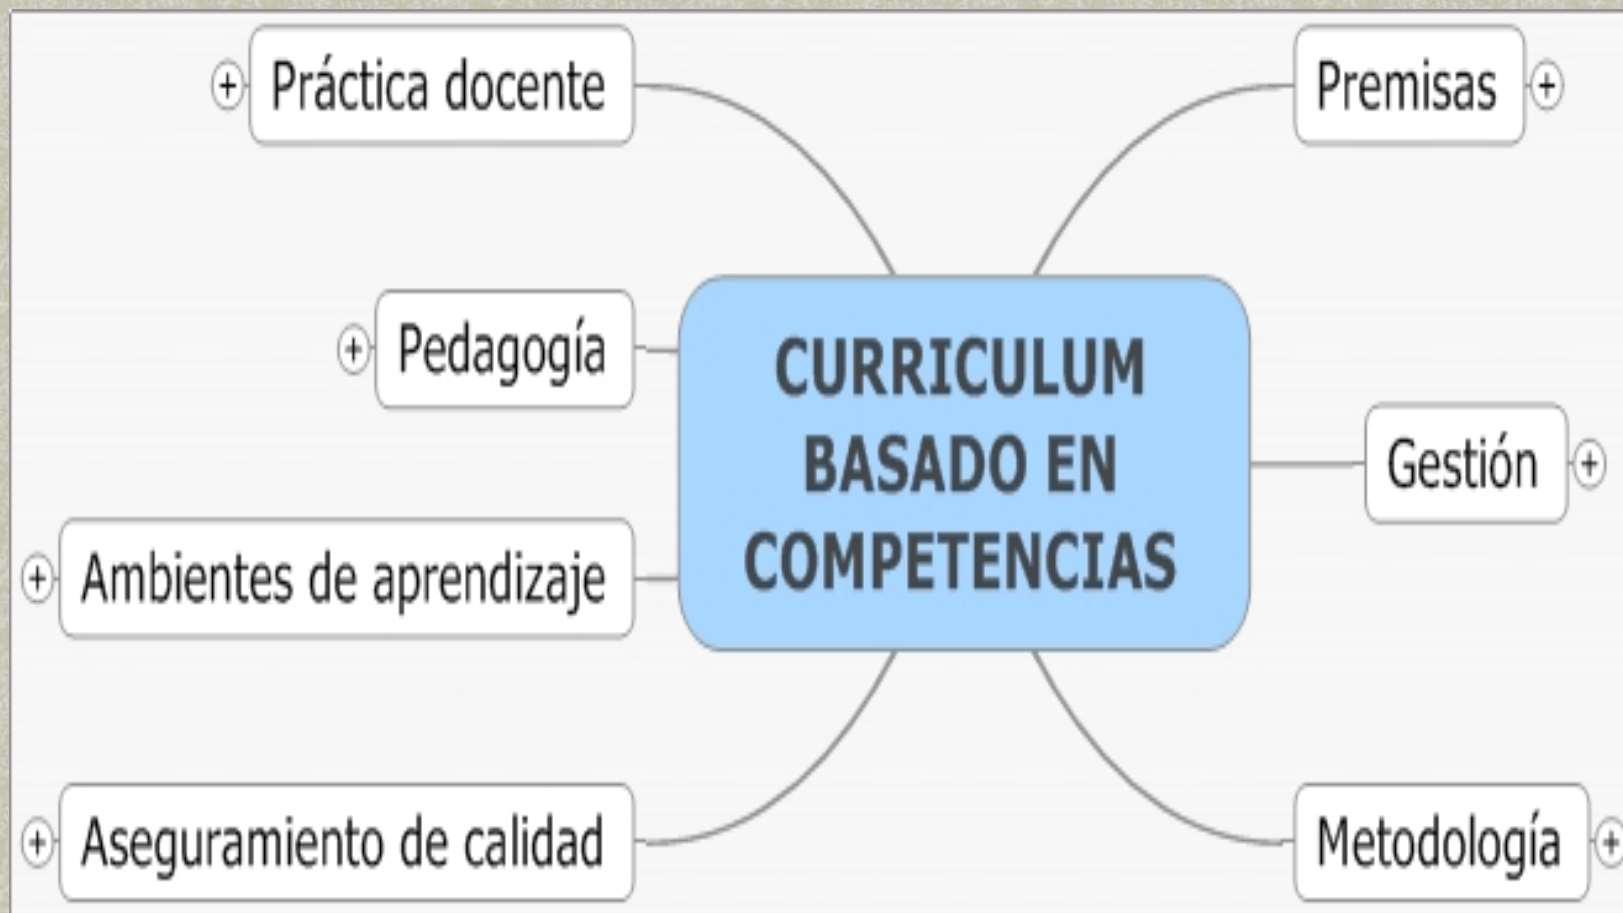 Práctica docente
Premisas
Pedagogía
CURRICULUM
BASADO EN
COMPETENCIAS
Gestión
Ambientes de aprendizaje
Aseguramiento de calidad
Metodología